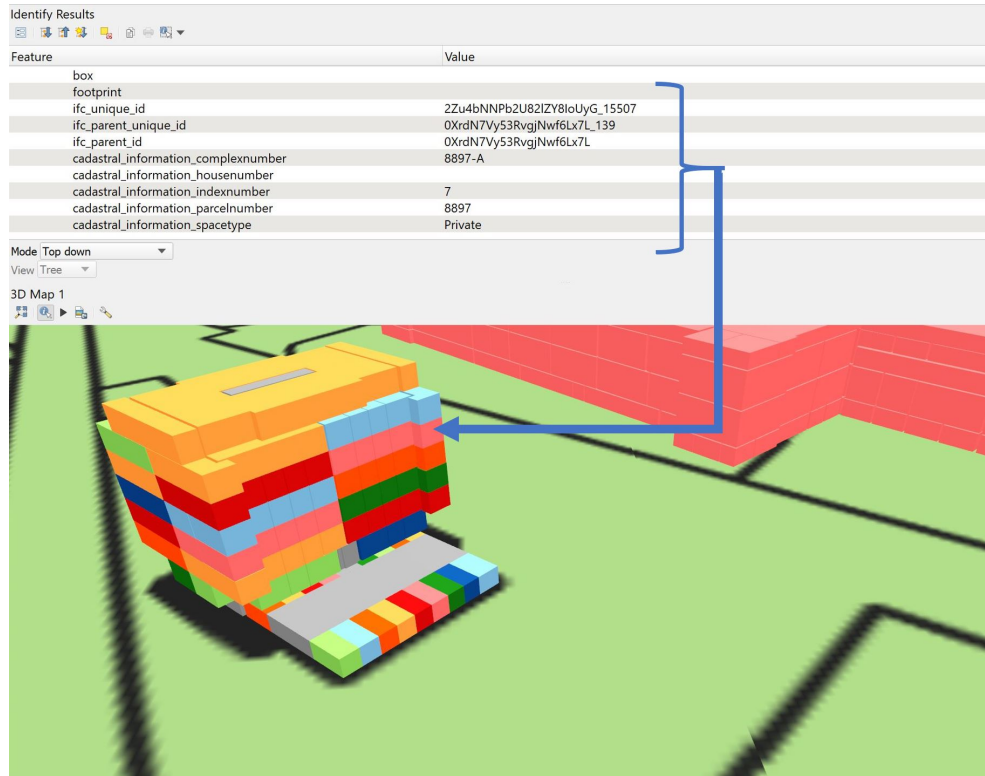 Identify Results
Feature Value
box
footprint
ifc_unique_id 2Zu4bNNPb2U82lZY8IoUyG_15507
ifc_parent_unique_id 0XrdN7Vy53RvgjNwf6Lx7L_139
ifc_parent_id 0XrdN7Vy53RvgjNwf6Lx7L
cadastral_information_complexnumber 8897-A
cadastral_information_housenumber
cadastral_information_indexnumber 7
cadastral_information_parcelnumber 8897
cadastral_information_spacetype Private
Mode Top down
View Tree
3D Map 1